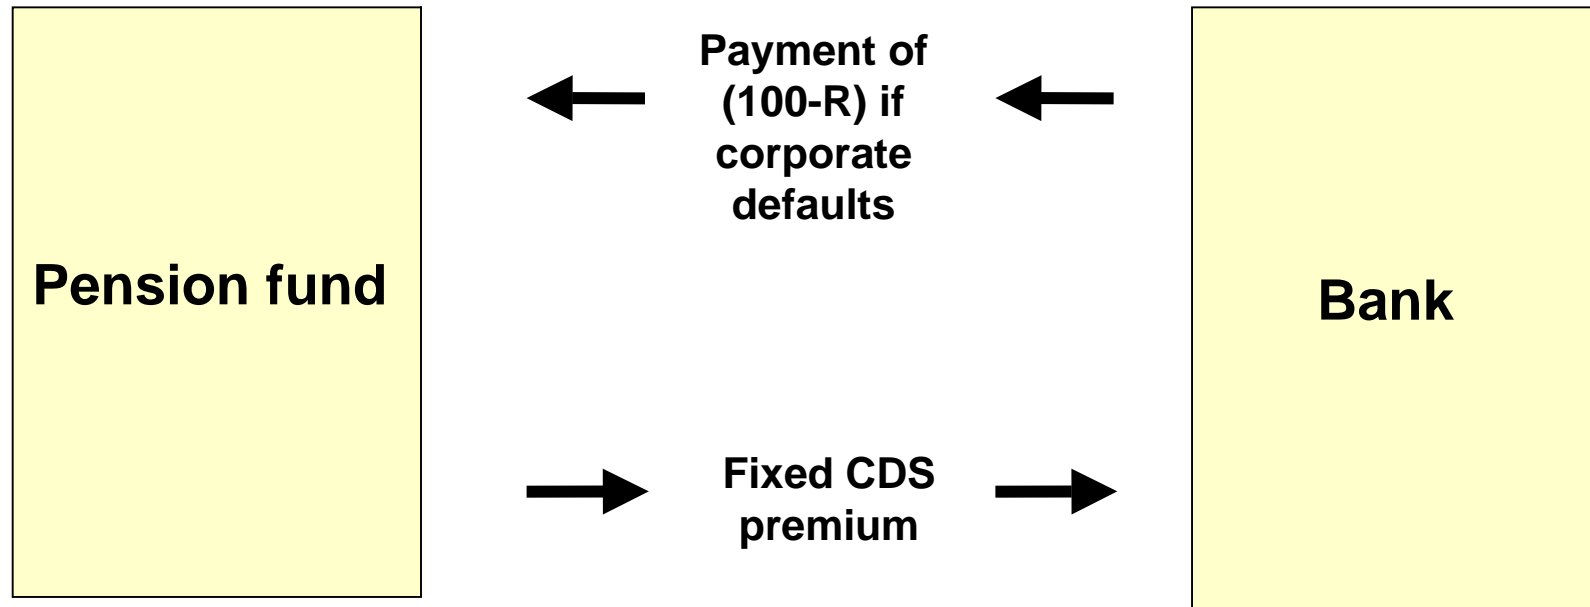 Payment of
(100-R) if
corporate
defaults
Pension fund
Bank
Fixed CDS
premium